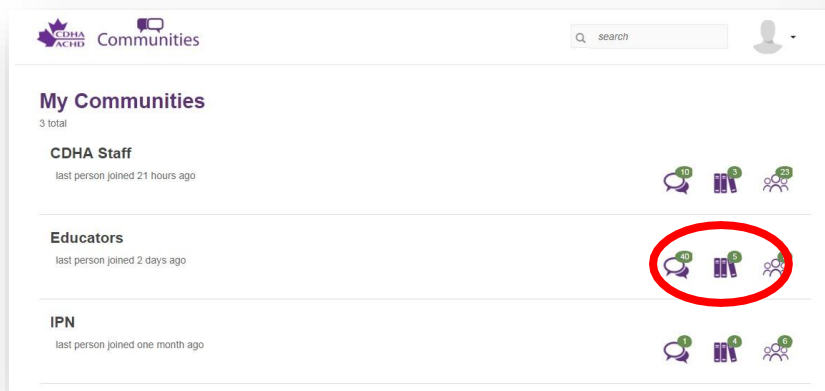 CDHA
ACHD
Communities
search
My Communities
3 total
CDHA Staff
last person joined 21 hours ago
10
3
23
Educators
last person joined 2 days ago
40
5
IPN
last person joined one month ago
1
4
6